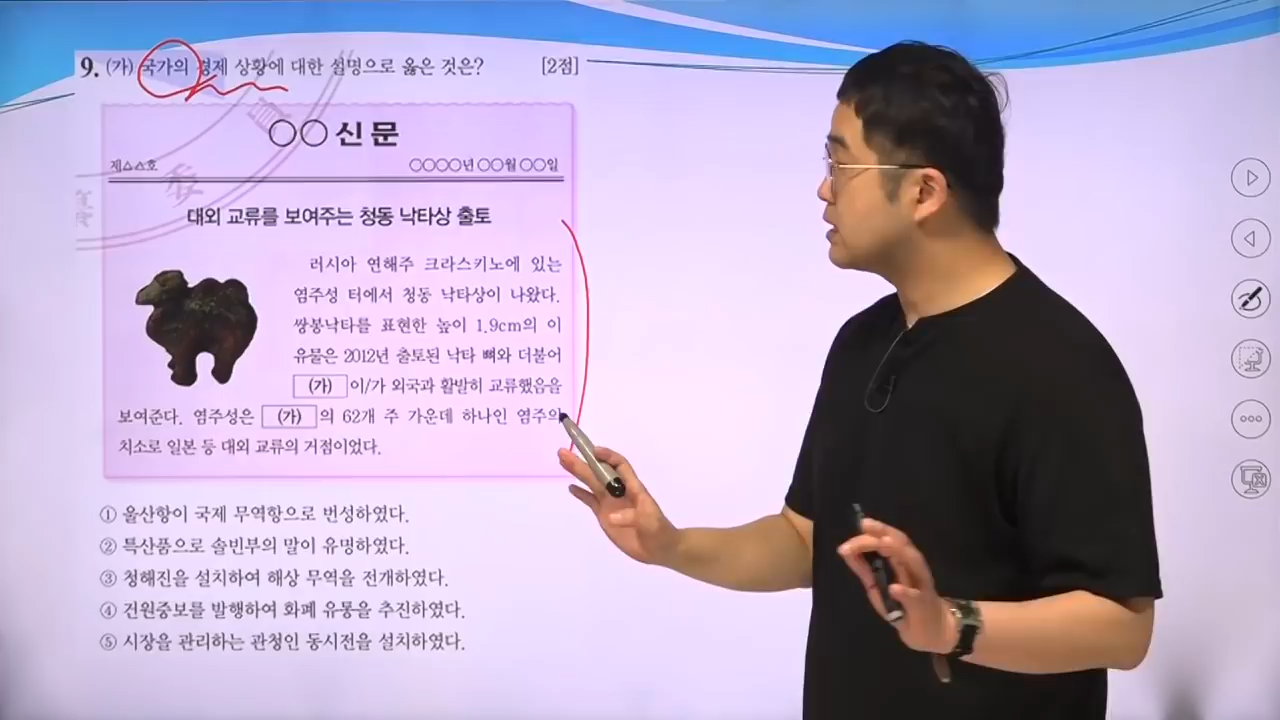 9. (가) 국가의 경제 상황에 대한 설명으로 옳은 것은? [2점]
○○신문
제△△호 ○○○○년 ○○월 ○○일
대외 교류를 보여주는 청동 낙타상 출토
러시아 연해주 크라스키노에 있는
염주성 터에서 청동 낙타상이 나왔다.
쌍봉낙타를 표현한 높이 1.9cm의 이
유물은 2012년 출토된 낙타 뼈와 더불어
(가) 이/가 외국과 활발히 교류했음을
보여준다. 염주성은 (가) 의 62개 주 가운데 하나인 염주의
치소로 일본 등 대외 교류의 거점이었다.
① 울산항이 국제 무역항으로 번성하였다.
② 특산품으로 솔빈부의 말이 유명하였다.
③ 청해진을 설치하여 해상 무역을 전개하였다.
④ 건원중보를 발행하여 화폐 유통을 추진하였다.
⑤ 시장을 관리하는 관청인 동시전을 설치하였다.